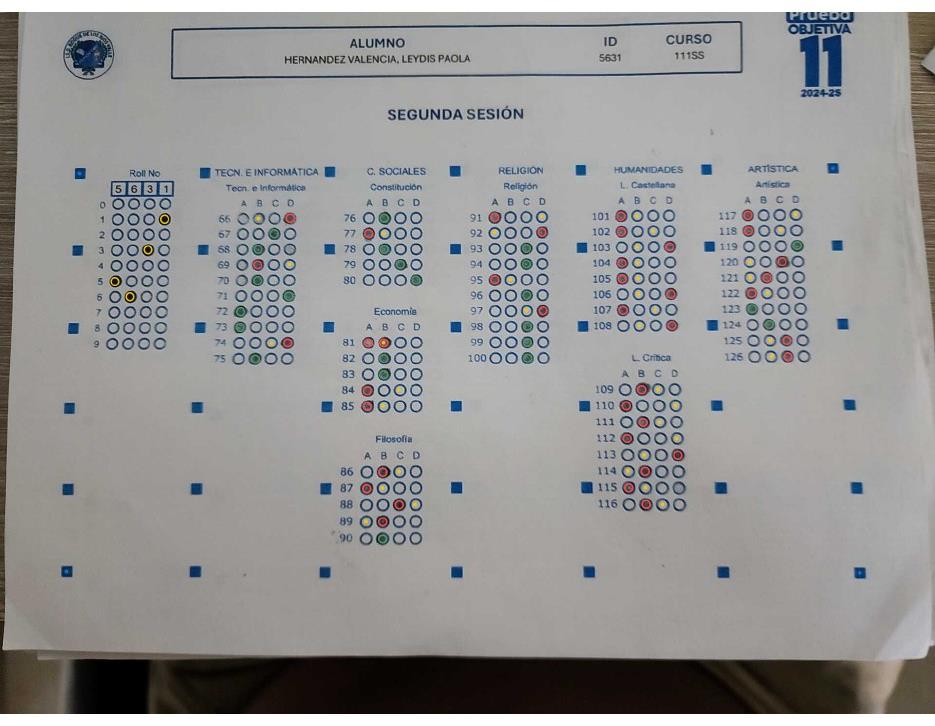 Prueba
OBJETIVA
11
2024-25
ALUMNO ID CURSO
HERNANDEZ VALENCIA, LEYDIS PAOLA 5631 111SS
SEGUNDA SESIÓN
Roll No
5 6 3 1
0
1
2
3
4
5
6
7
8
9
TECN. E INFORMÁTICA
Tecn. e Informática
A B C D
66
67
68
69
70
71
72
73
74
75
C. SOCIALES
Constitución
A B C D
76
77
78
79
80
Economía
A B C D
81
82
83
84
85
Filosofía
A B C D
86
87
88
89
90
RELIGIÓN
Religión
A B C D
91
92
93
94
95
96
97
98
99
100
HUMANIDADES
L. Castellana
A B C D
101
102
103
104
105
106
107
108
L. Crítica
A B C D
109
110
111
112
113
114
115
116
ARTÍSTICA
Artística
A B C D
117
118
119
120
121
122
123
124
125
126